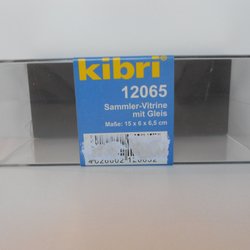 kibri®
12065
Sammler-Vitrine
mit Gleis
Maße: 15 x 6 x 6,5 cm